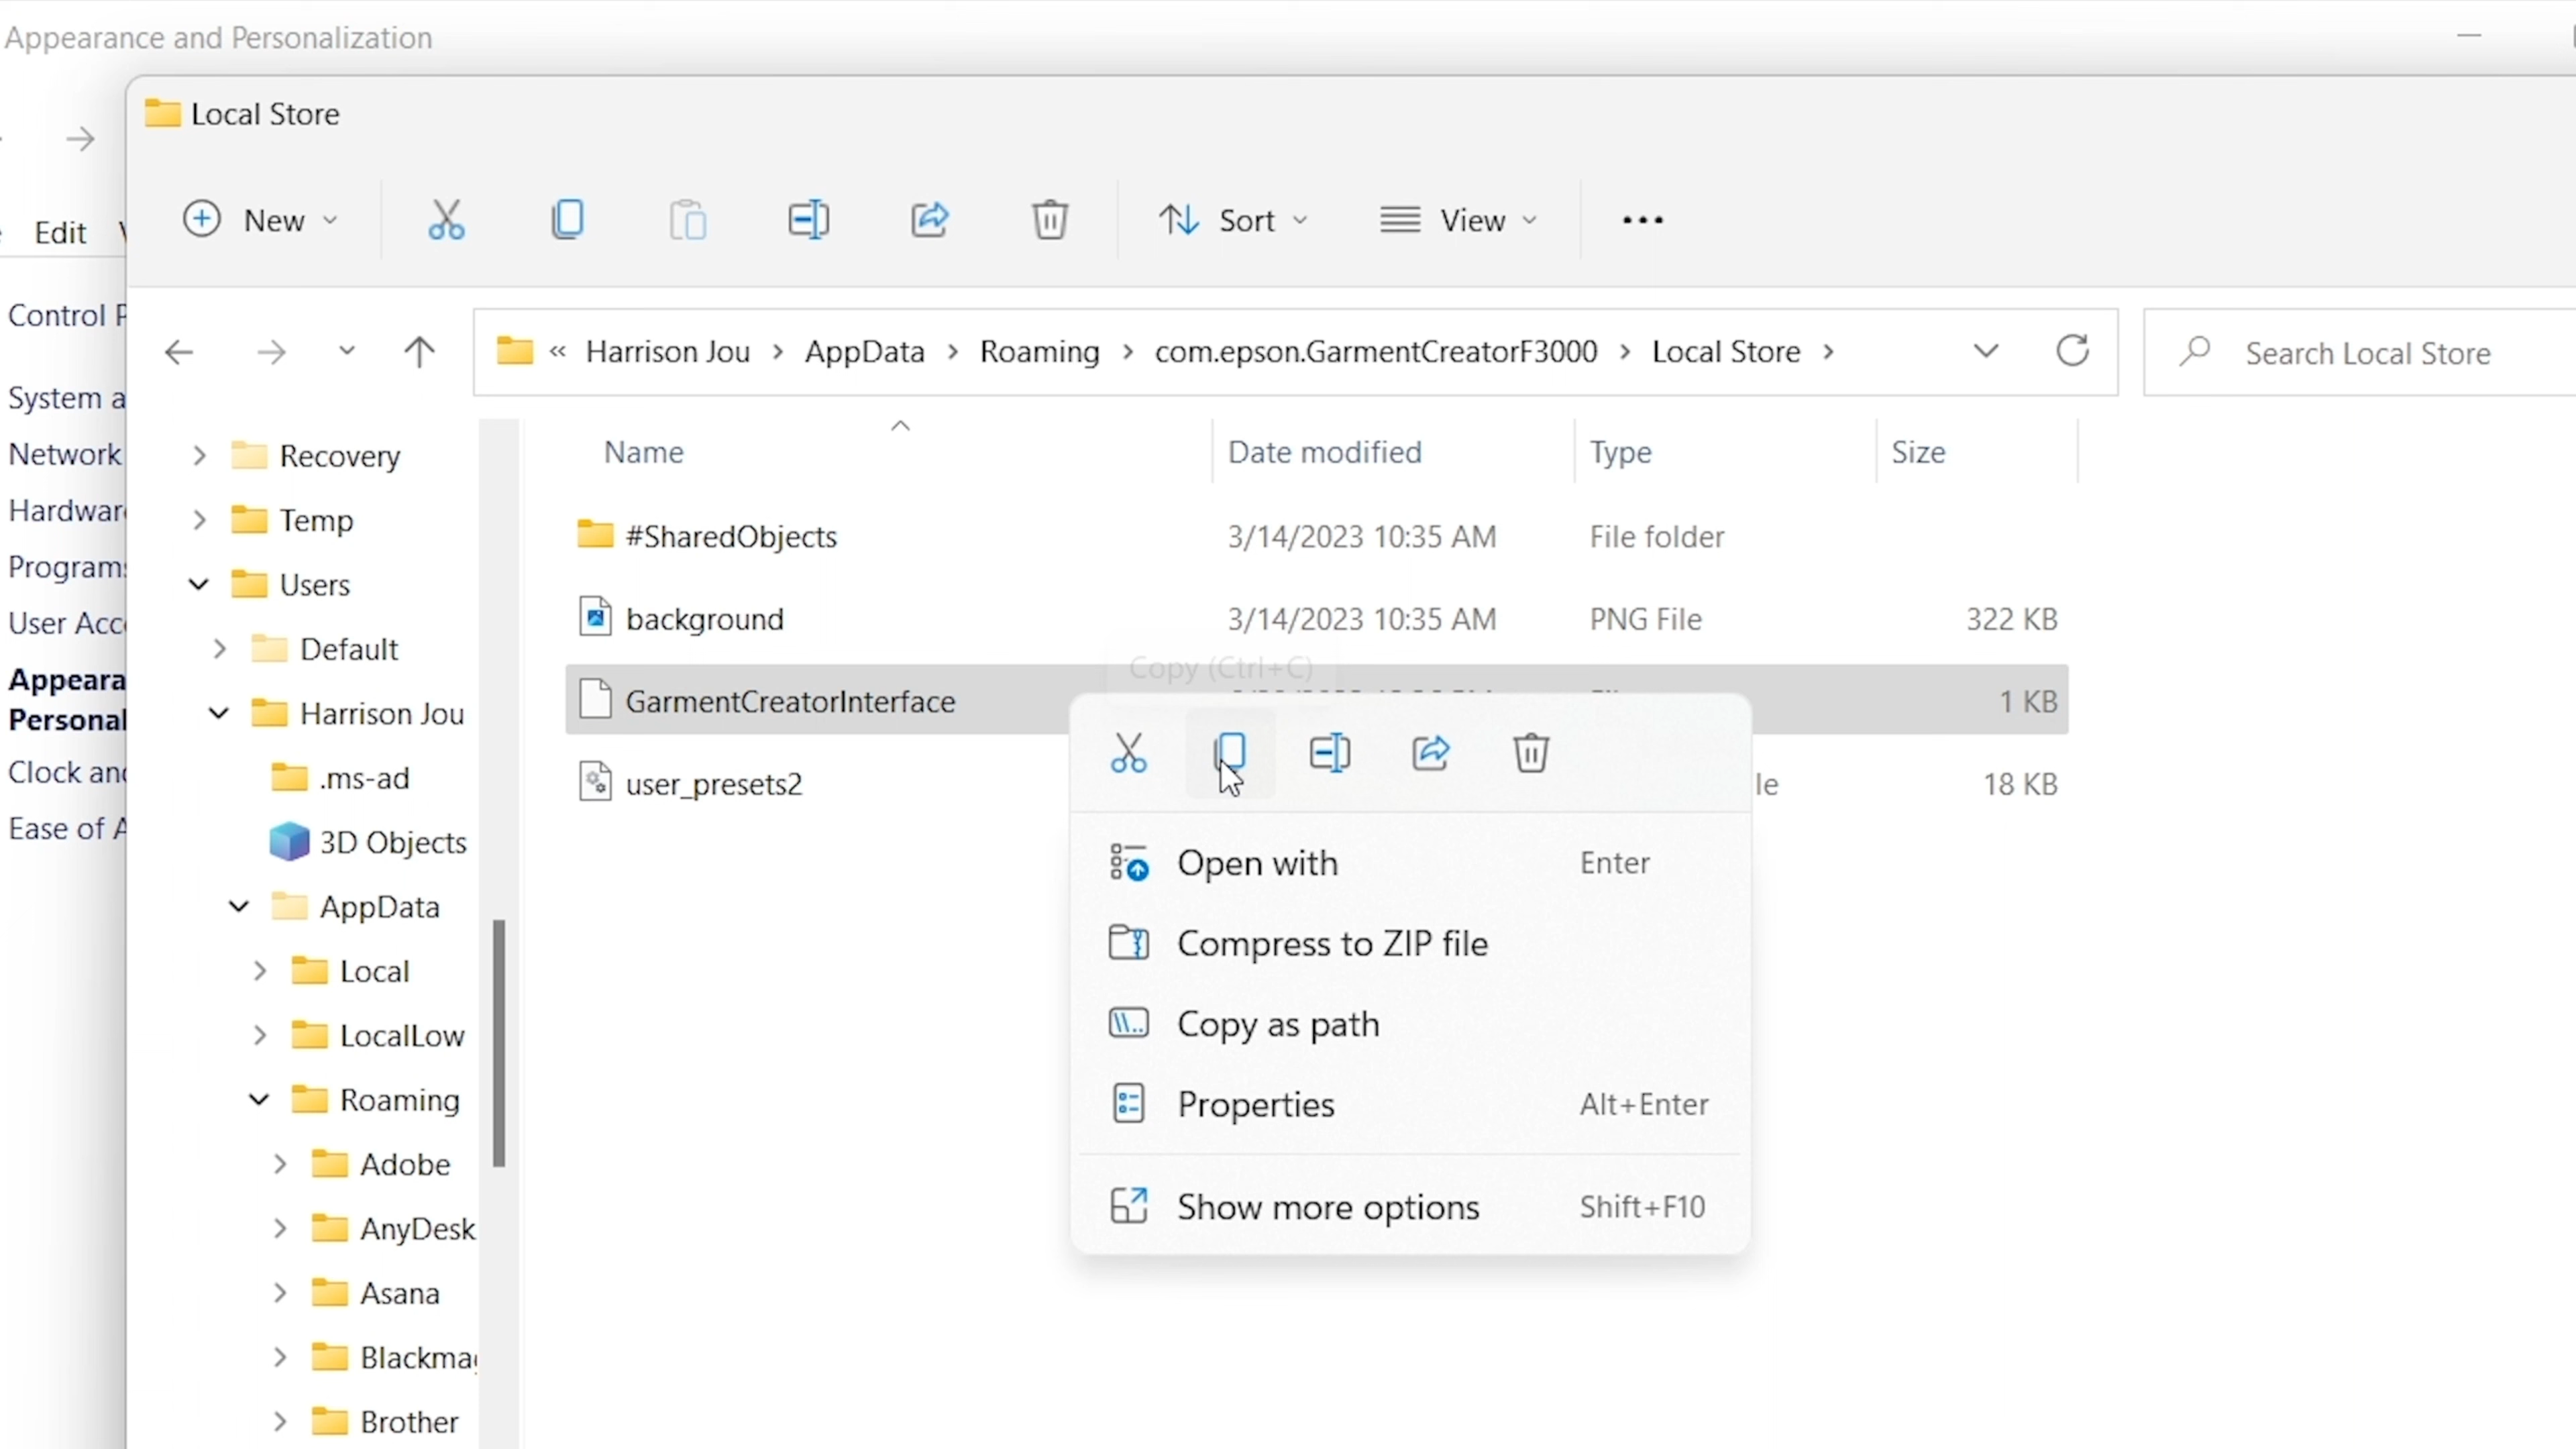 Appearance and Personalization
Local Store
New
Sort
View
Edit
Harrison Jou > AppData > Roaming > com.epson.GarmentCreatorF3000 > Local Store >
Search Local Store
Control P
System a
Network
Hardwar
Programs
User Acc
Appeara
Personal
Clock and
Ease of A
Recovery
Temp
Users
Default
Harrison Jou
.ms-ad
3D Objects
AppData
Local
LocalLow
Roaming
Adobe
AnyDesk
Asana
Blackma
Brother
Name Date modified Type Size
#SharedObjects 3/14/2023 10:35 AM File folder
background 3/14/2023 10:35 AM PNG File 322 KB
Copy (Ctrl+C)
GarmentCreatorInterface 1 KB
user_presets2 le 18 KB
Open with Enter
Compress to ZIP file
Copy as path
Properties Alt+Enter
Show more options Shift+F10